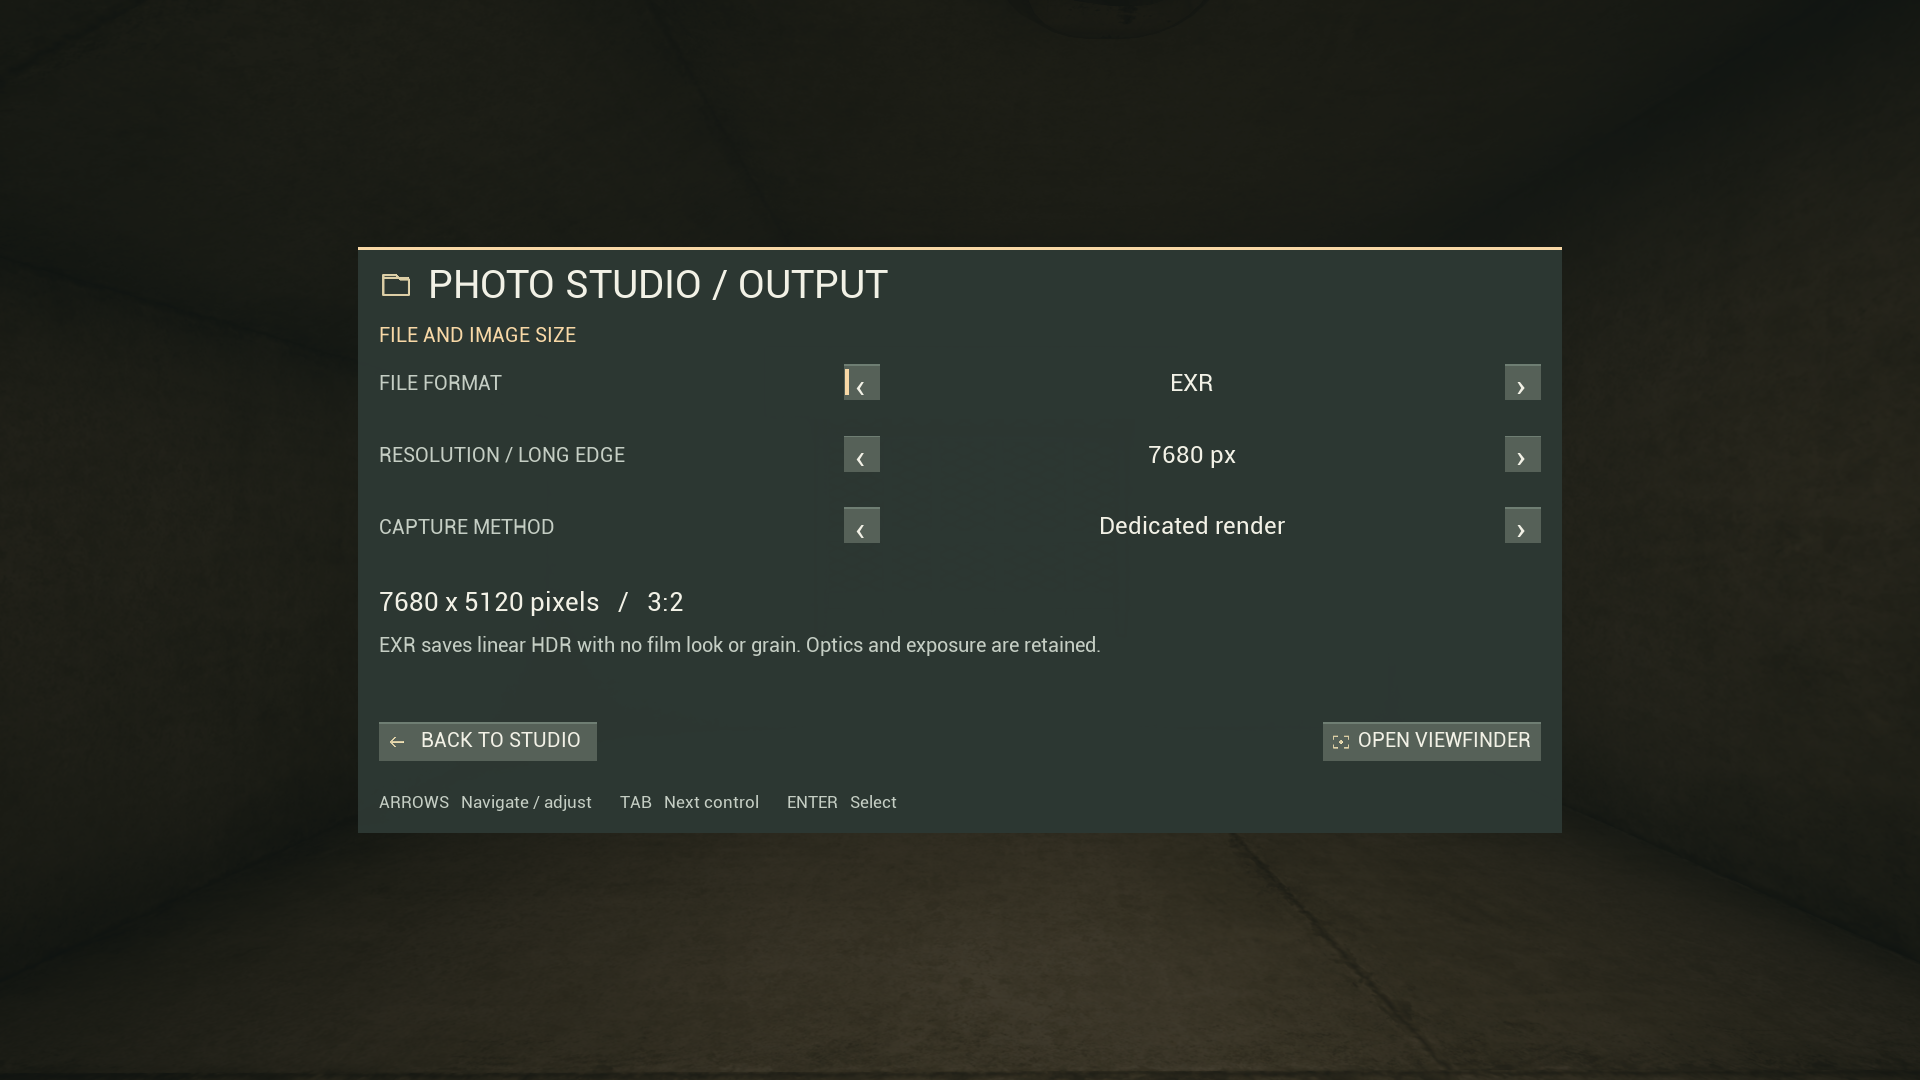 PHOTO STUDIO / OUTPUT
FILE AND IMAGE SIZE
FILE FORMAT ‹ EXR ›
RESOLUTION / LONG EDGE ‹ 7680 px ›
CAPTURE METHOD ‹ Dedicated render ›
7680 x 5120 pixels / 3:2
EXR saves linear HDR with no film look or grain. Optics and exposure are retained.
BACK TO STUDIO OPEN VIEWFINDER
ARROWS Navigate / adjust TAB Next control ENTER Select